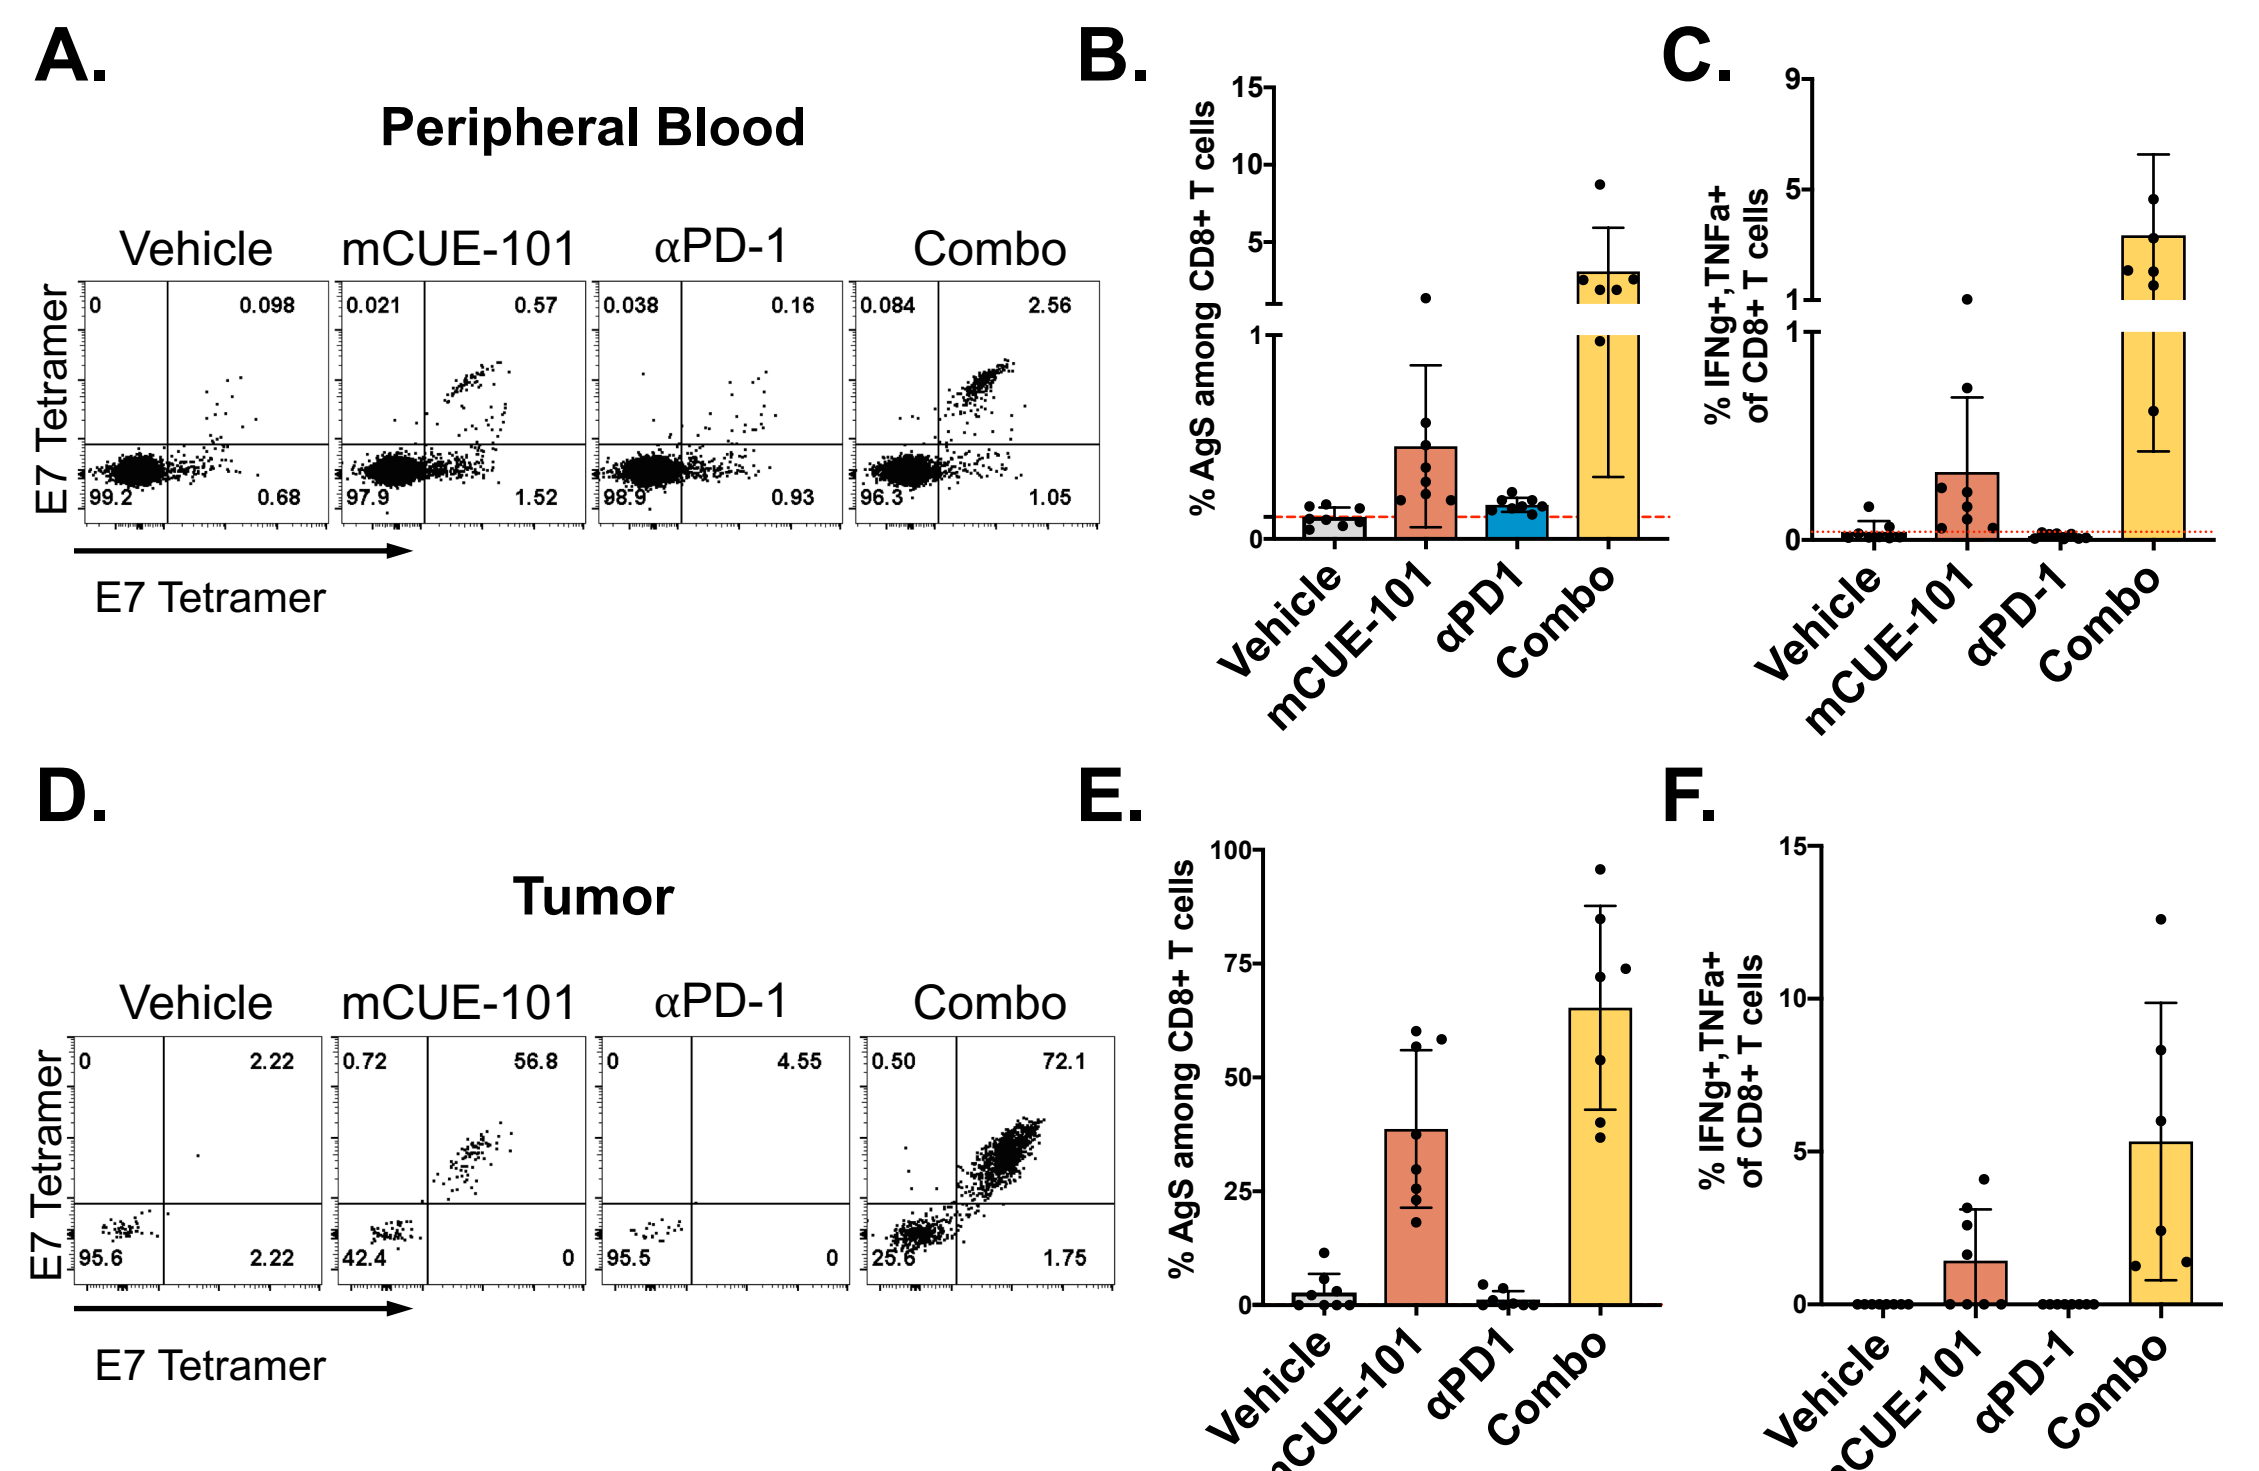 A.
Peripheral Blood
Vehicle mCUE-101 αPD-1 Combo
E7 Tetramer
0 0.098 0.021 0.57 0.038 0.16 0.084 2.56
99.2 0.68 97.9 1.52 98.9 0.93 96.3 1.05
E7 Tetramer
B.
% AgS among CD8+ T cells
15
10
5
1
0
Vehicle
mCUE-101
αPD1
Combo
C.
% IFNg+,TNFa+
of CD8+ T cells
9
5
1
1
0
Vehicle
mCUE-101
αPD-1
Combo
D.
Tumor
Vehicle mCUE-101 αPD-1 Combo
E7 Tetramer
0 2.22 0.72 56.8 0 4.55 0.50 72.1
95.6 2.22 42.4 0 95.5 0 25.6 1.75
E7 Tetramer
E.
% AgS among CD8+ T cells
100
75
50
25
0
Vehicle
mCUE-101
αPD1
Combo
F.
% IFNg+,TNFa+
of CD8+ T cells
15
10
5
0
Vehicle
mCUE-101
αPD-1
Combo